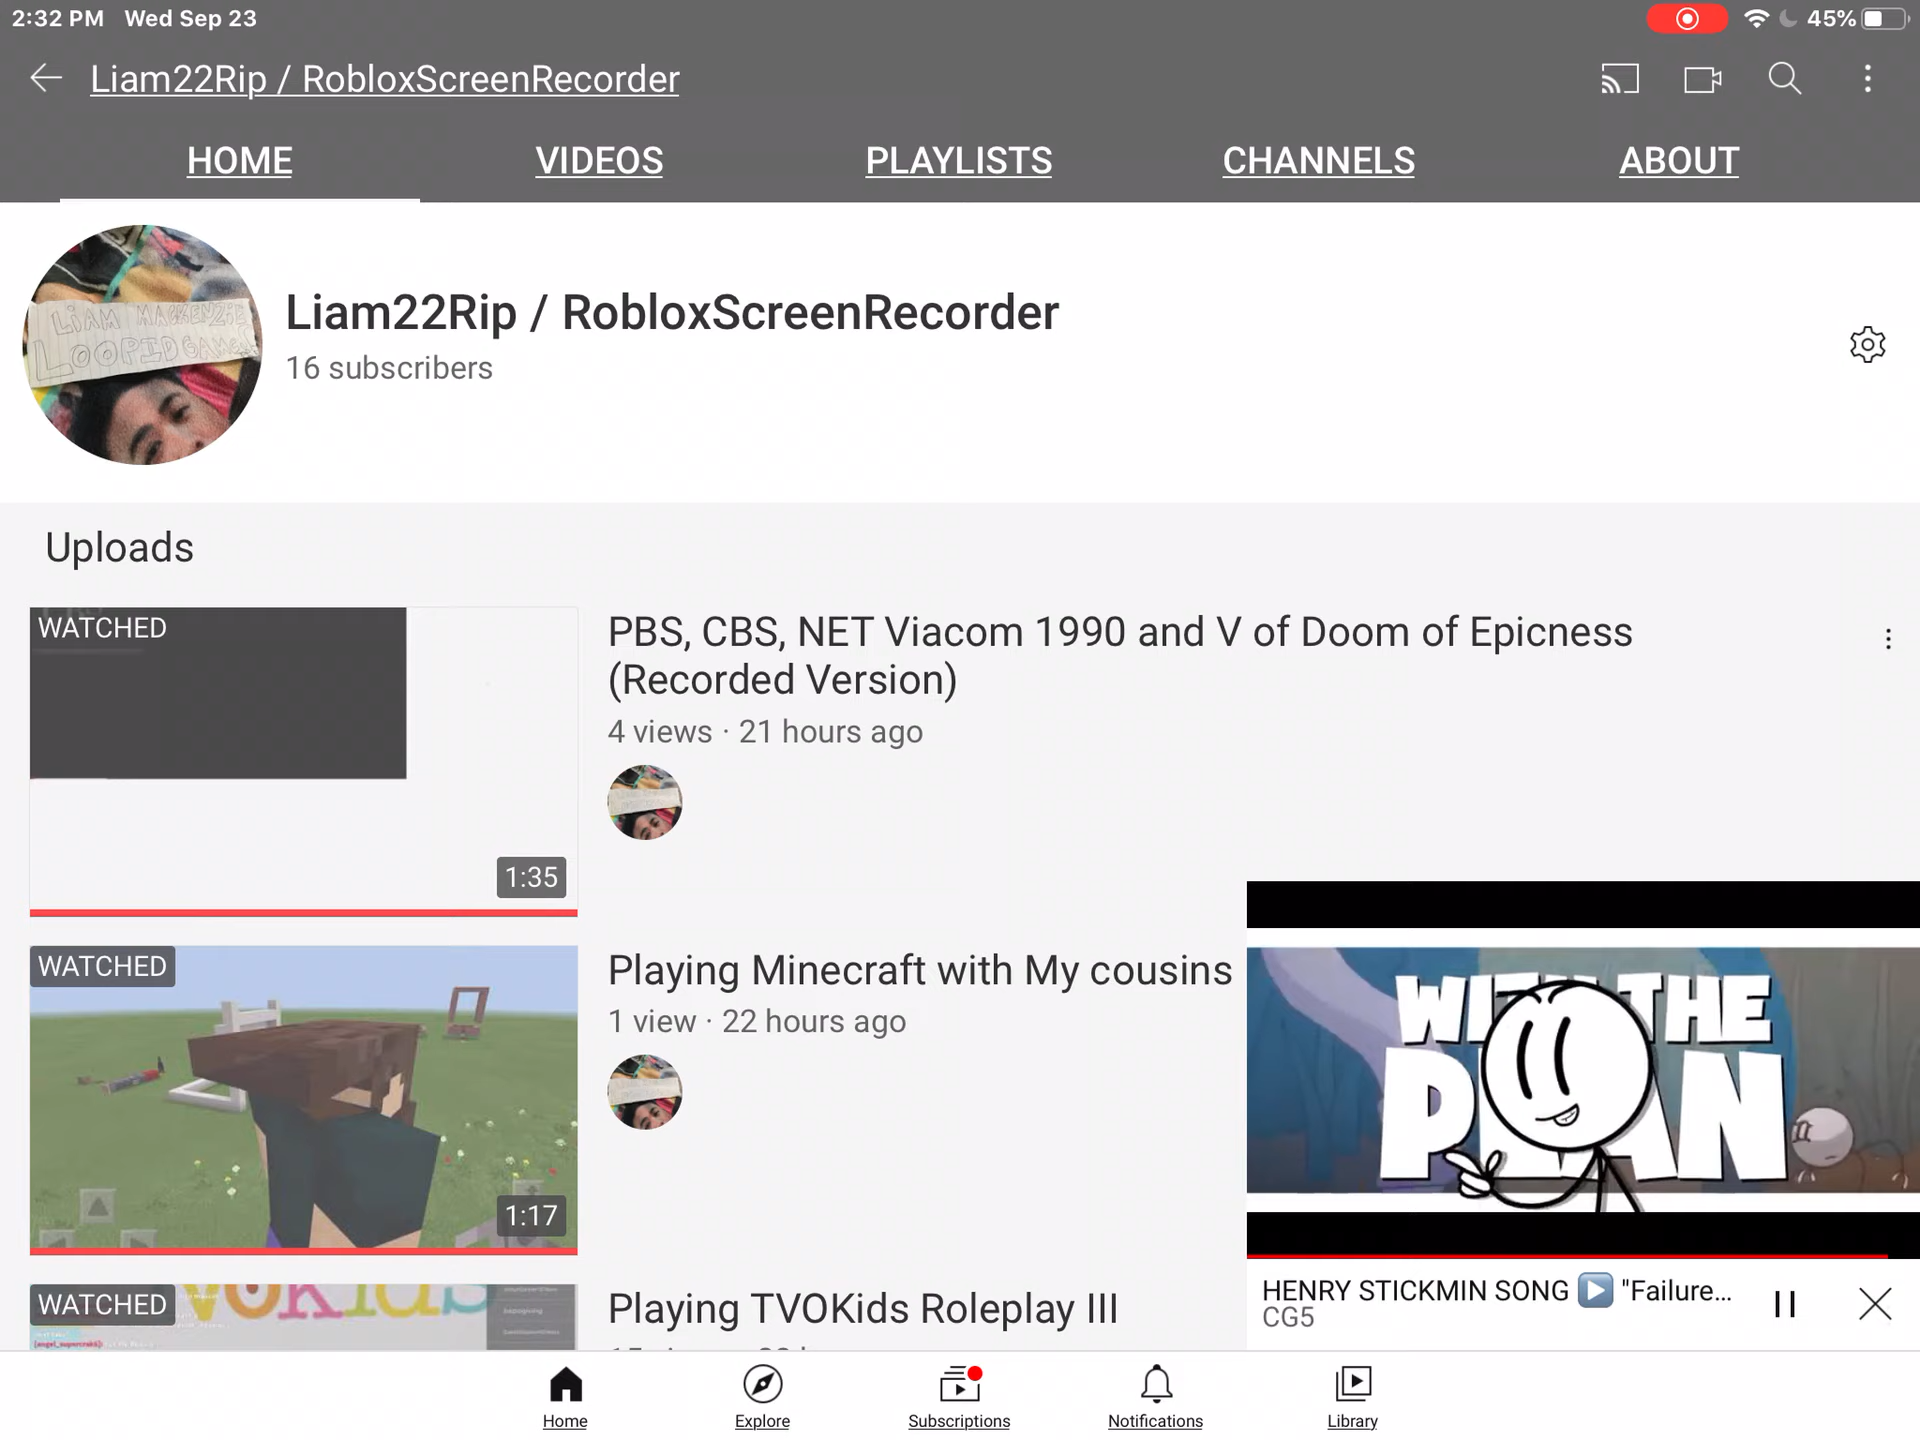 2:32 PM Wed Sep 23
45%
Liam22Rip / RobloxScreenRecorder
HOME
VIDEOS
PLAYLISTS
CHANNELS
ABOUT
LIAM MACKENZIE
LOOPIDGAMES
Liam22Rip / RobloxScreenRecorder
16 subscribers
Uploads
WATCHED
1:35
PBS, CBS, NET Viacom 1990 and V of Doom of Epicness
(Recorded Version)
4 views · 21 hours ago
WATCHED
1:17
Playing Minecraft with My cousins
1 view · 22 hours ago
WITH THE
PLAN
HENRY STICKMIN SONG ▶️ "Failure...
CG5
WATCHED
VOKids
Playing TVOKids Roleplay III
Home
Explore
Subscriptions
Notifications
Library